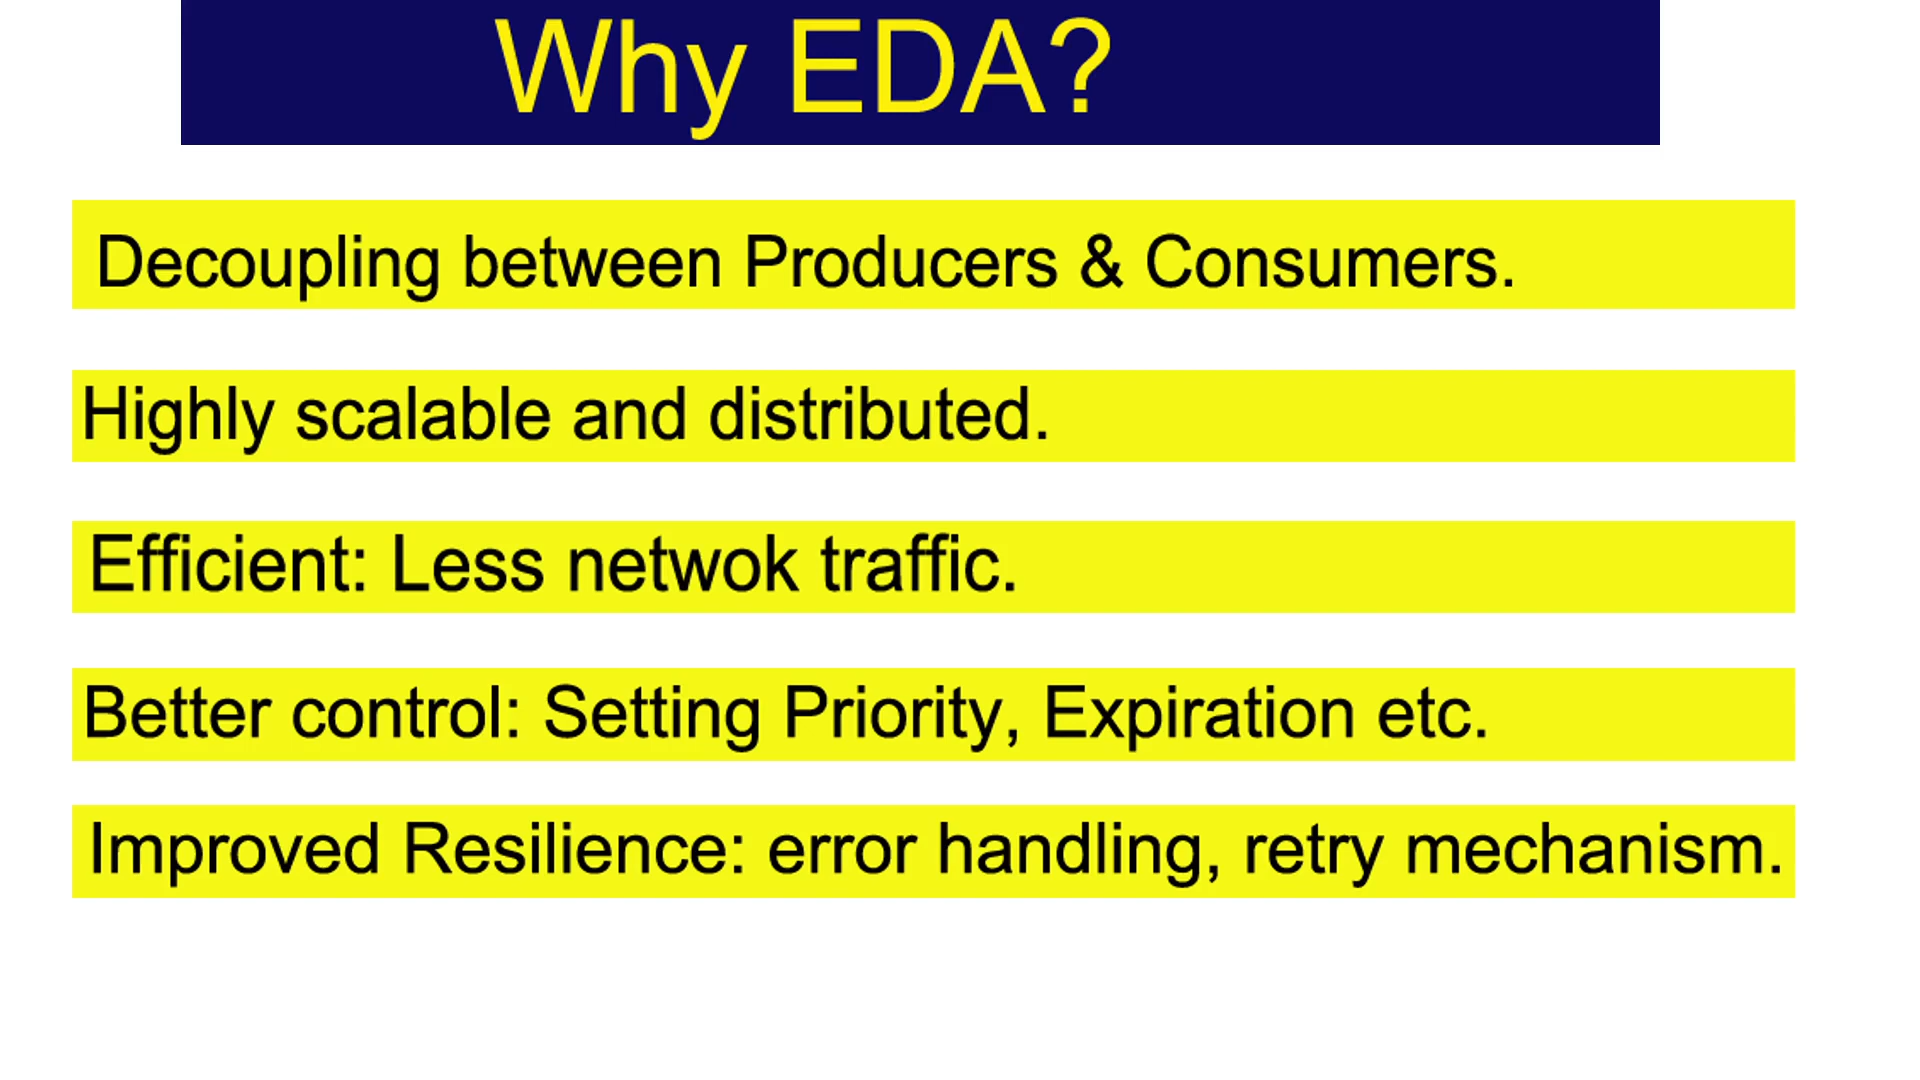 Why EDA?
Decoupling between Producers & Consumers.
Highly scalable and distributed.
Efficient: Less netwok traffic.
Better control: Setting Priority, Expiration etc.
Improved Resilience: error handling, retry mechanism.